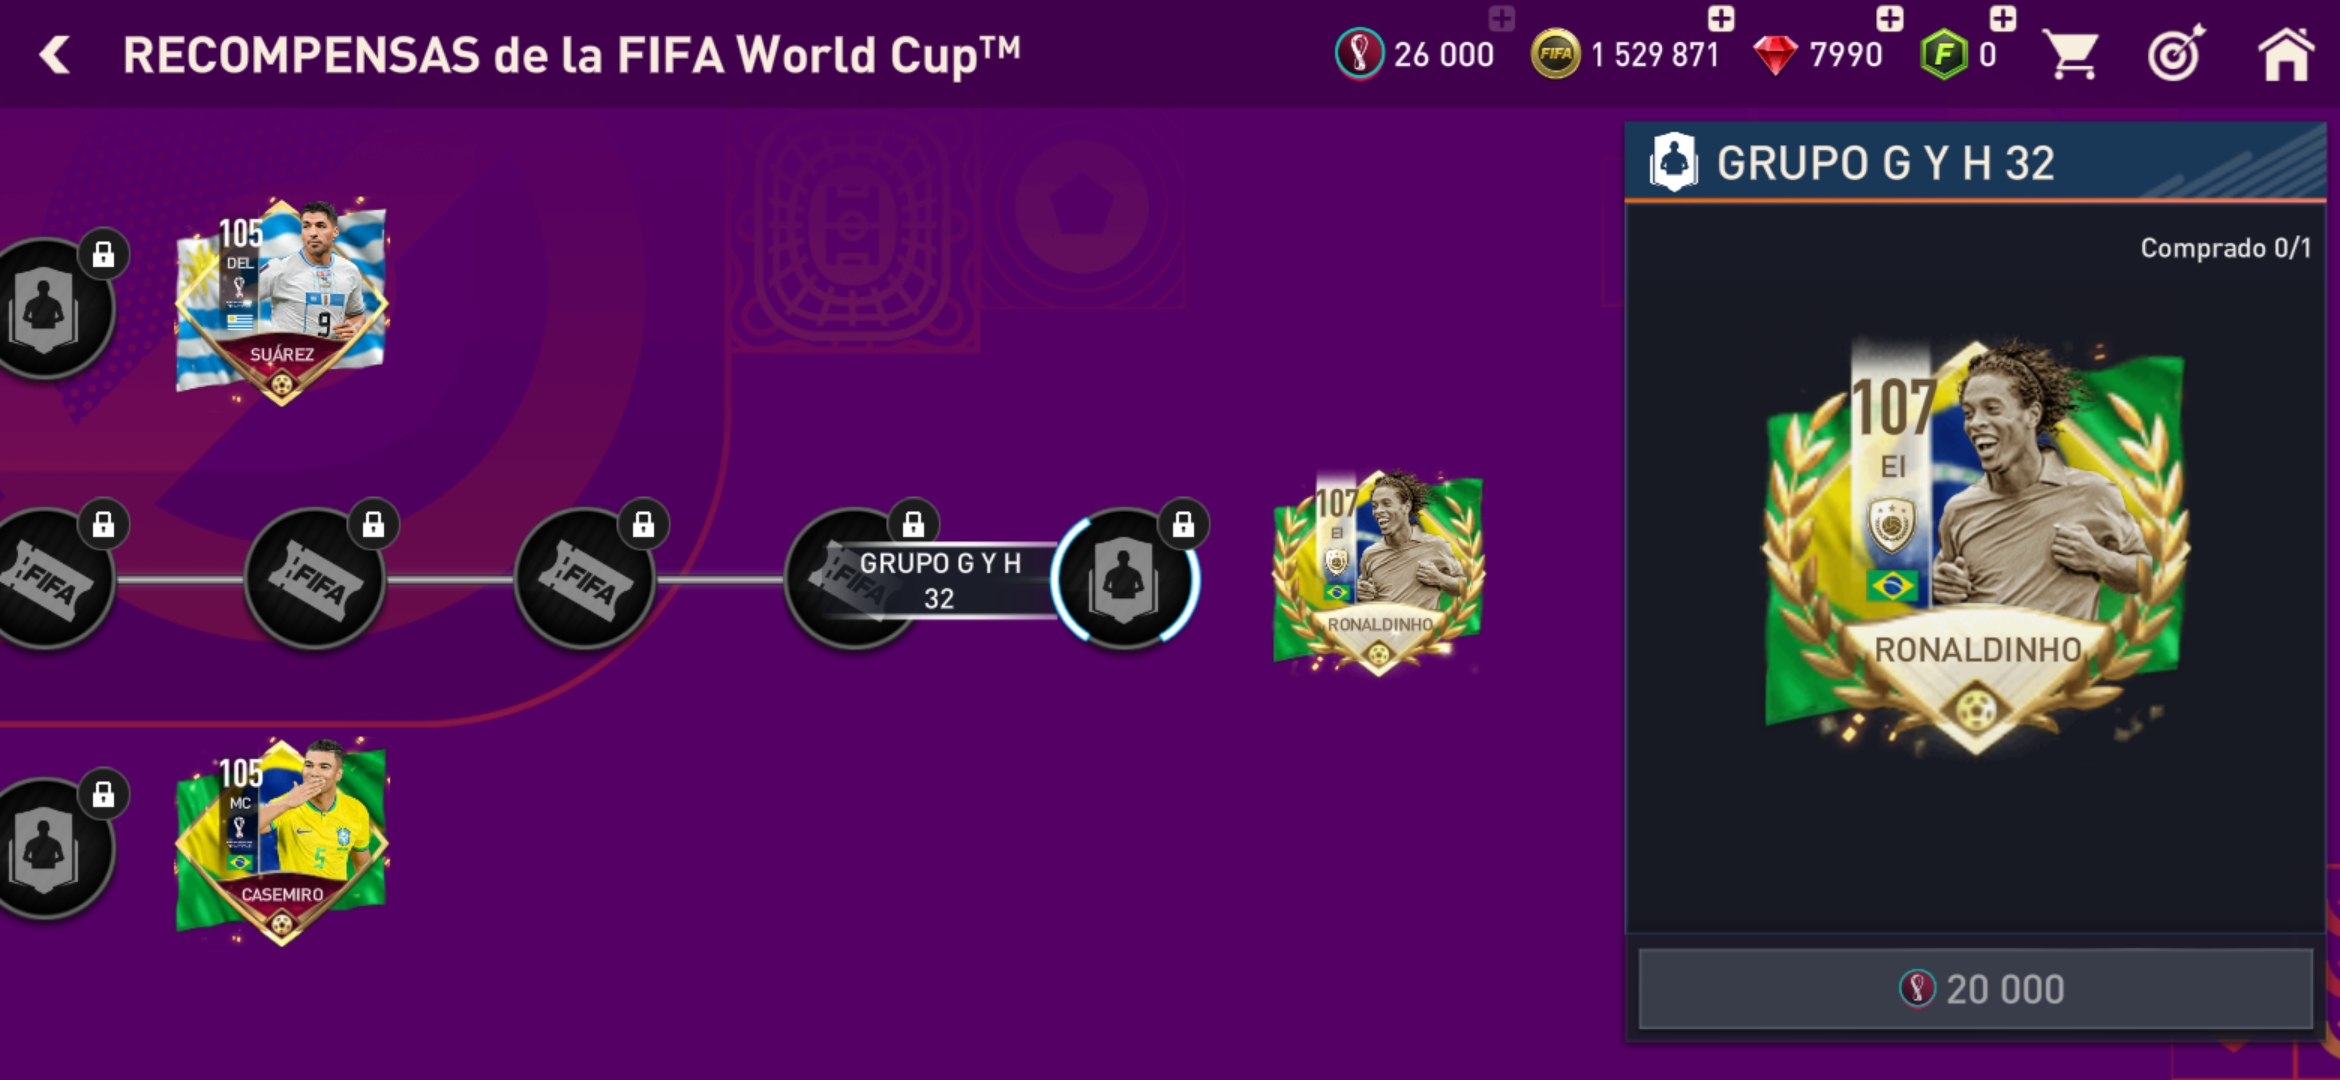 RECOMPENSAS de la FIFA World Cup™
26 000
FIFA
1 529 871
7990
F
0
GRUPO G Y H 32
Comprado 0/1
105
DEL
9
SUÁREZ
107
EI
RONALDINHO
FIFA
FIFA
FIFA
FIFA
GRUPO G Y H
32
107
EI
RONALDINHO
105
MC
5
CASEMIRO
20 000